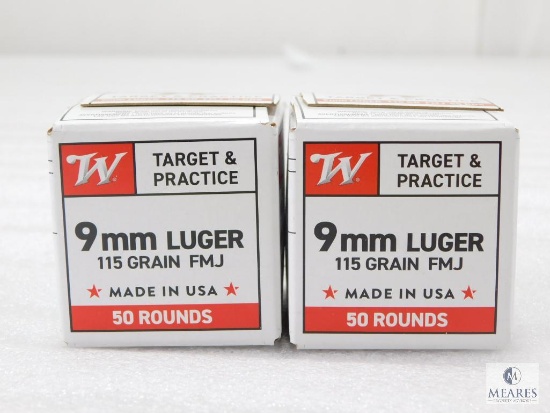 W
TARGET &
PRACTICE
9mm LUGER
115 GRAIN FMJ
★ MADE IN USA ★
50 ROUNDS
W
TARGET &
PRACTICE
9mm LUGER
115 GRAIN FMJ
★ MADE IN USA ★
50 ROUNDS
MEARES